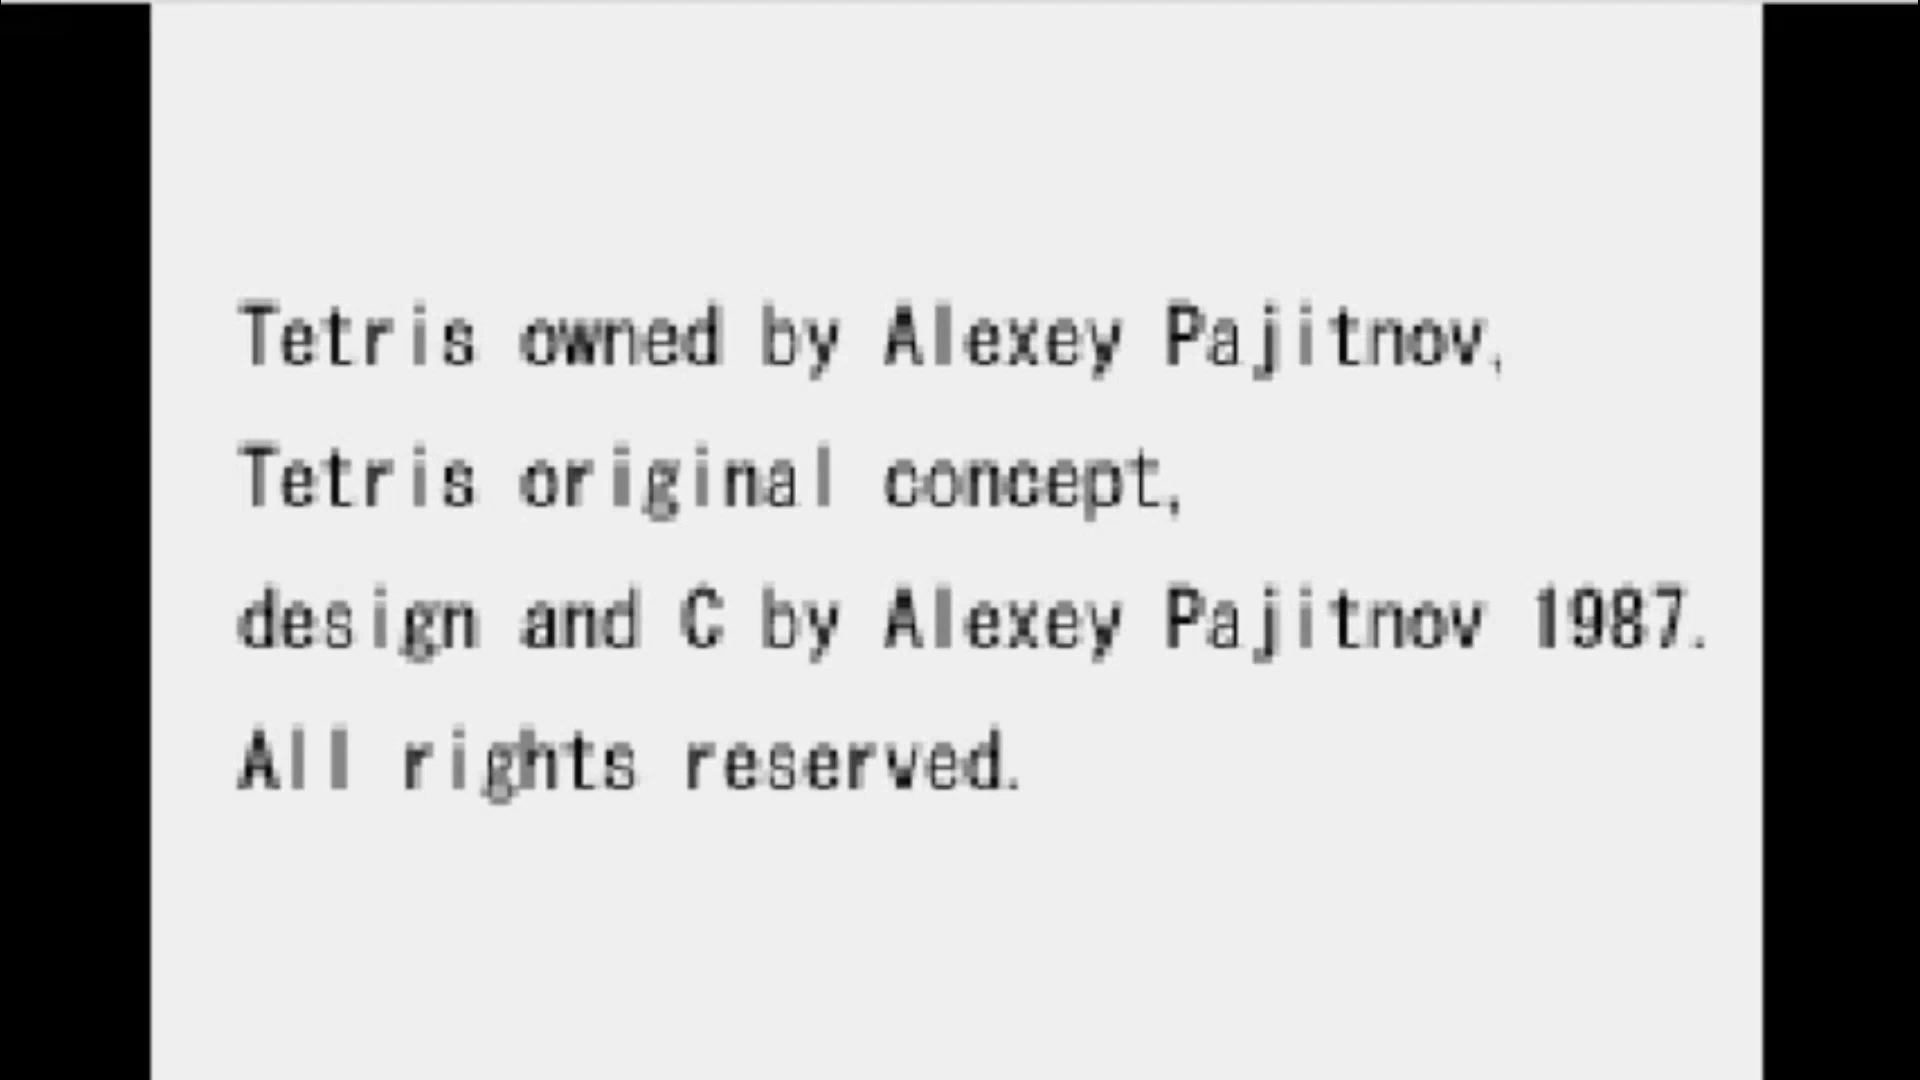 Tetris owned by Alexey Pajitnov,
Tetris original concept,
design and C by Alexey Pajitnov 1987.
All rights reserved.